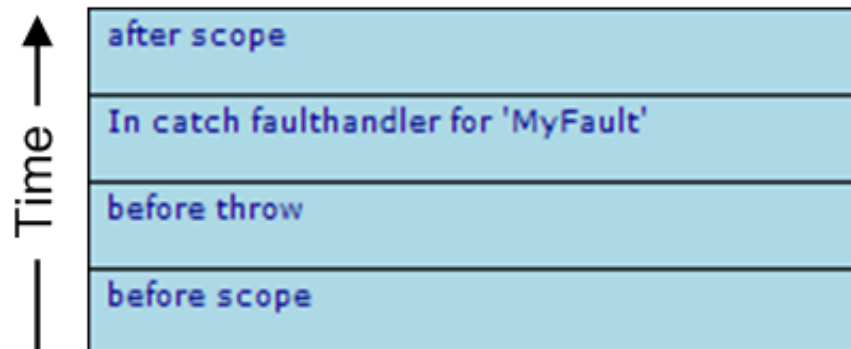 Time
after scope
In catch faulthandler for 'MyFault'
before throw
before scope